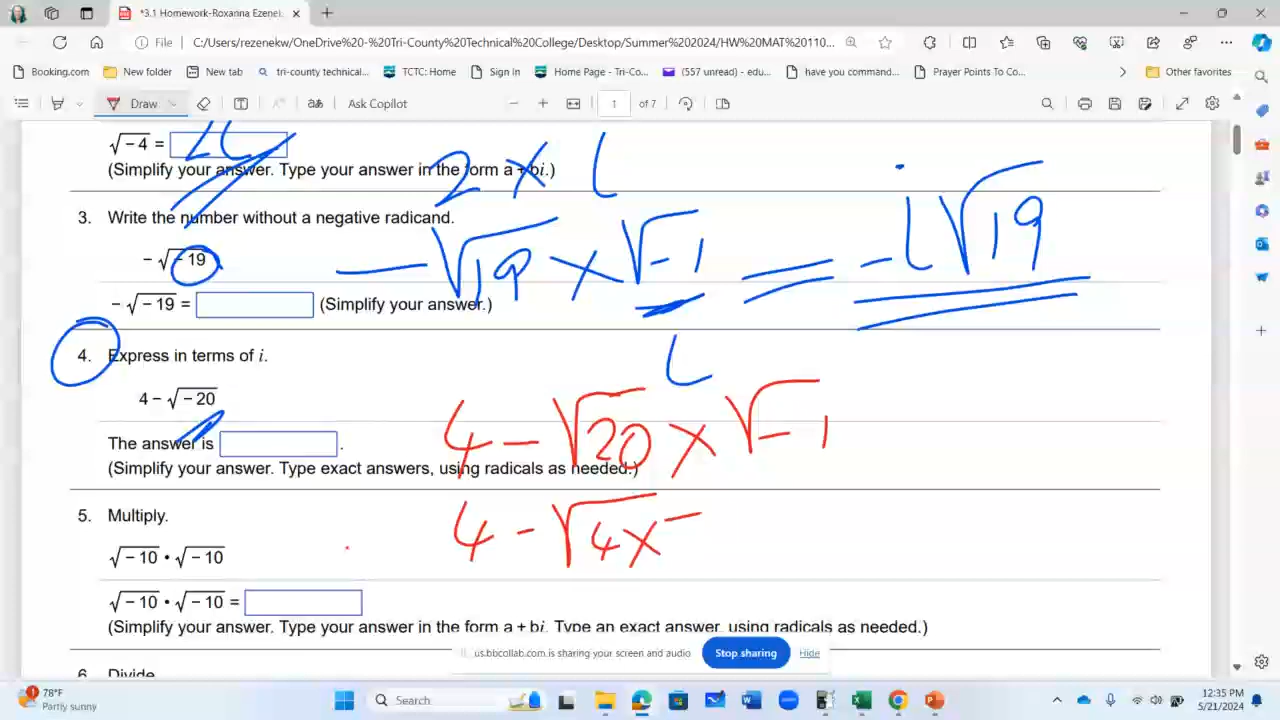 *3.1 Homework-Roxanna Ezenel
File C:/Users/rezenekw/OneDrive%20-%20Tri-County%20Technical%20College/Desktop/Summer%202024/HW%20MAT%20110...
Booking.com New folder New tab tri-county technical... TCTC: Home Sign In Home Page - Tri-Co... (557 unread) - edu... have you command... Prayer Points To Co... Other favorites
Draw Ask Copilot 1 of 7
√-4 = 2i
(Simplify your answer. Type your answer in the form a + bi.)
2 × i
3. Write the number without a negative radicand.
-√-19
-√19 × √-1 = -i√19
-√-19 = (Simplify your answer.)
i
4. Express in terms of i.
4 - √-20
4 - √20 × √-1
The answer is .
(Simplify your answer. Type exact answers, using radicals as needed.)
5. Multiply.
4 - √4×
√-10 • √-10
√-10 • √-10 =
(Simplify your answer. Type your answer in the form a + bi. Type an exact answer, using radicals as needed.)
us.bbcollab.com is sharing your screen and audio Stop sharing Hide
6. Divide
78°F
Partly sunny
Search
12:35 PM
5/21/2024